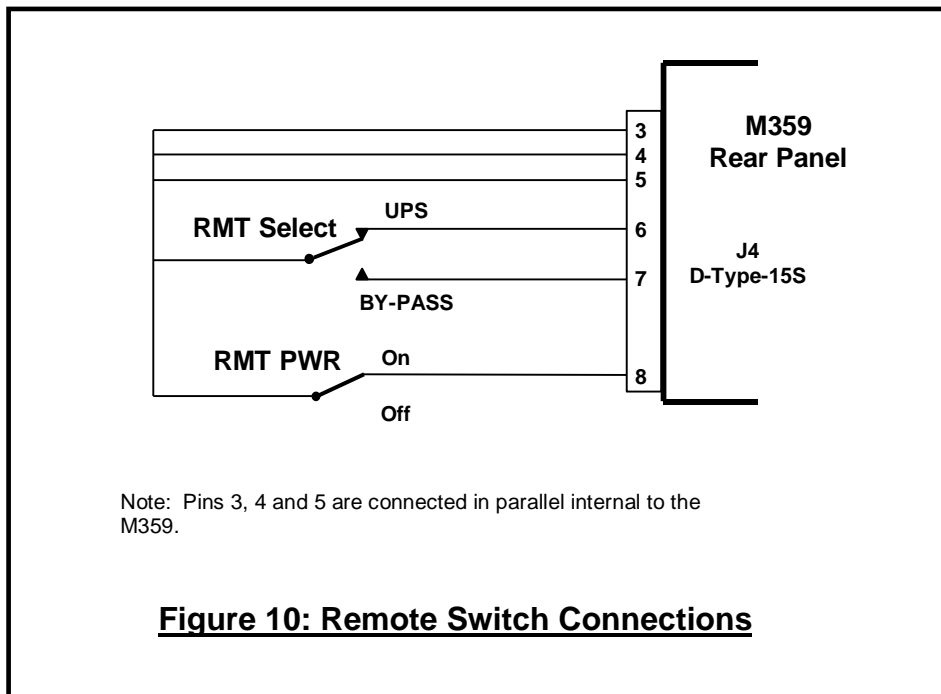 3
M359
4
Rear Panel
5
UPS
RMT Select
6
J4
7
D-Type-15S
BY-PASS
RMT PWR
On
8
Off
Note: Pins 3, 4 and 5 are connected in parallel internal to the
M359.
Figure 10: Remote Switch Connections